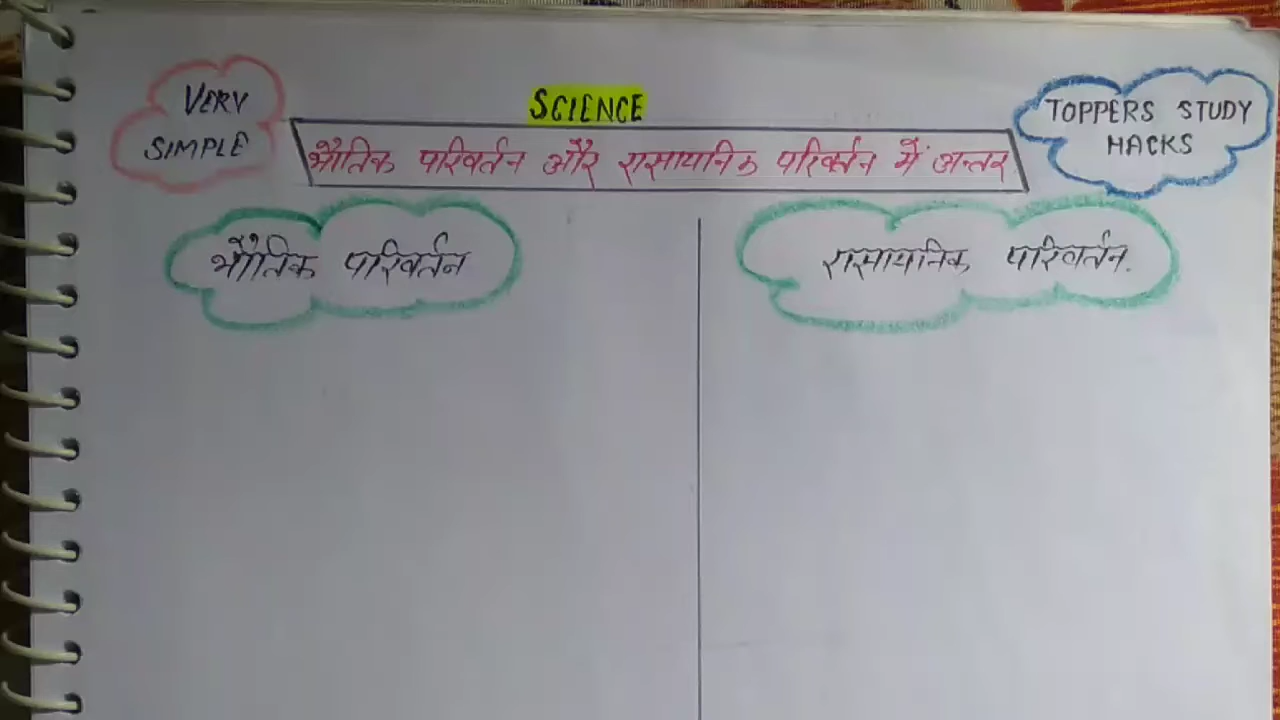 VERY
SIMPLE
SCIENCE
भौतिक परिवर्तन और रासायनिक परिवर्तन में अन्तर
TOPPERS STUDY
HACKS
भौतिक परिवर्तन
रासायनिक परिवर्तन.